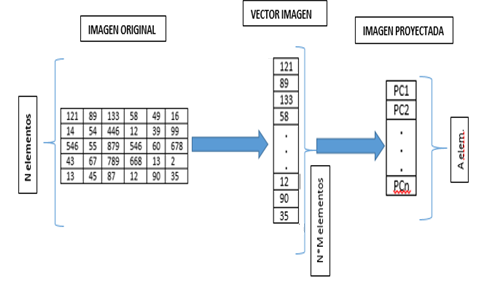 IMAGEN ORIGINAL
VECTOR IMAGEN
IMAGEN PROYECTADA
N elementos
121 89 133 58 49 16
14 54 446 12 39 99
546 55 879 546 60 678
43 67 789 668 13 2
13 45 87 12 90 35
121
89
133
58
.
.
.
12
90
35
N*M elementos
PC1
PC2
.
.
.
PCn
A elem.